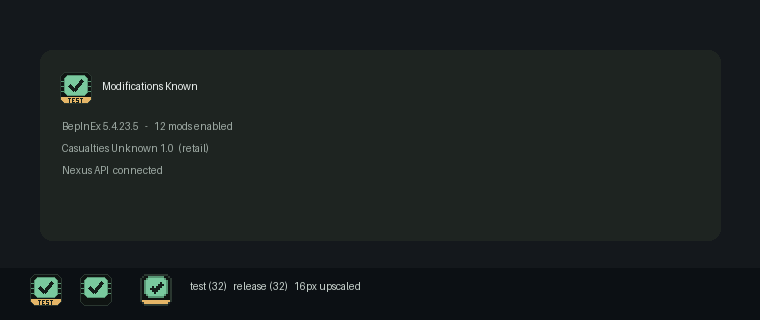 Modifications Known
TEST
BepInEx 5.4.23.5 - 12 mods enabled
Casualties Unknown 1.0 (retail)
Nexus API connected
TEST
test (32) release (32) 16px upscaled